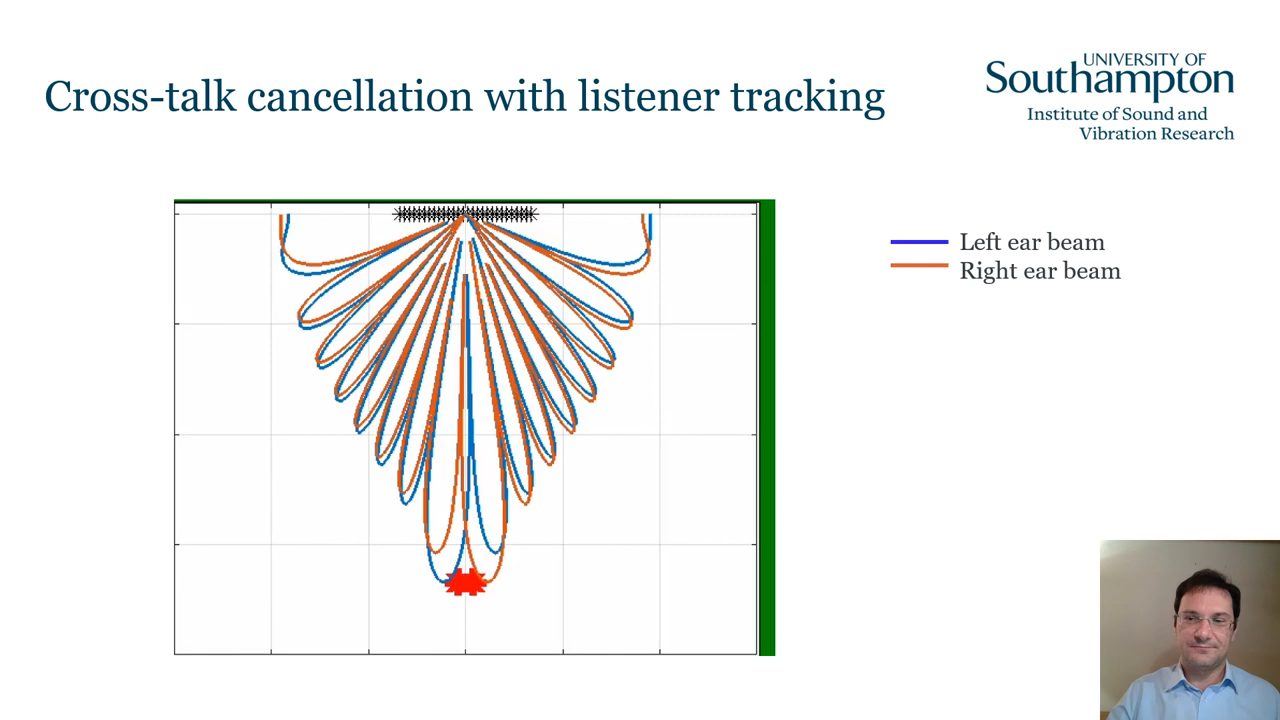 Cross-talk cancellation with listener tracking
UNIVERSITY OF
Southampton
Institute of Sound and
Vibration Research
Left ear beam
Right ear beam